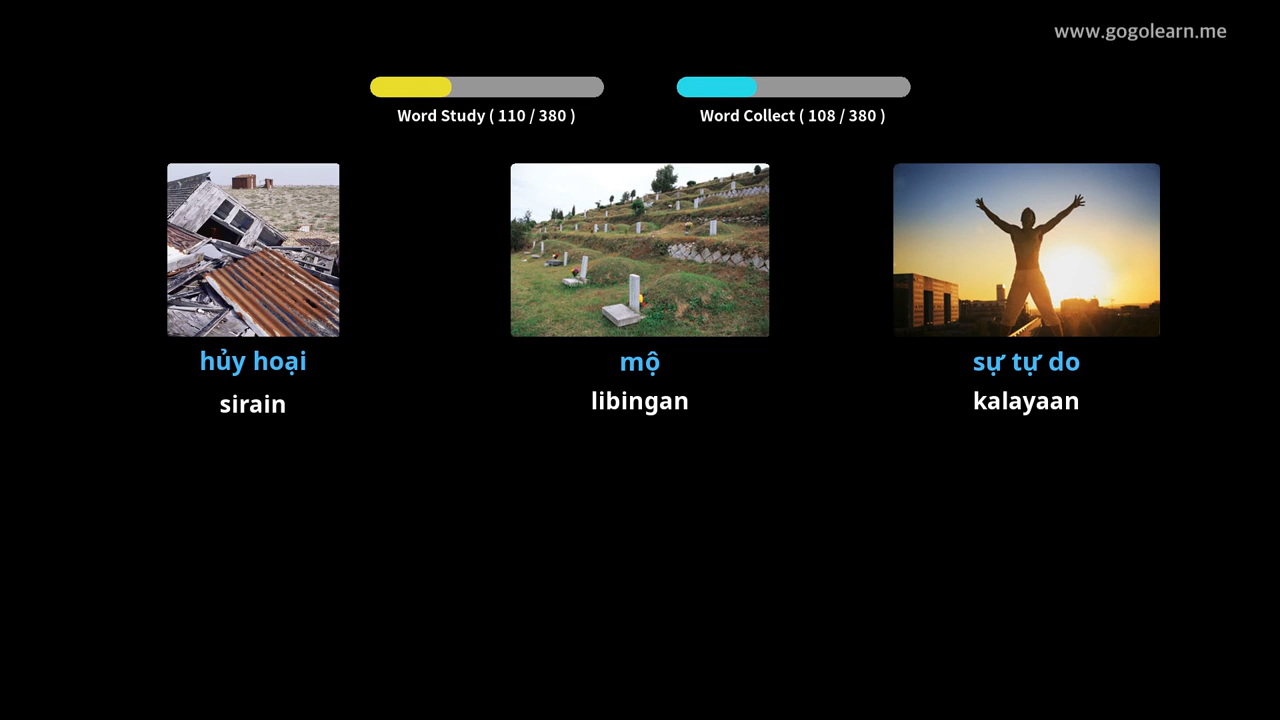 www.gogolearn.me
Word Study ( 110 / 380 )
Word Collect ( 108 / 380 )
hủy hoại
sirain
mộ
libingan
sự tự do
kalayaan